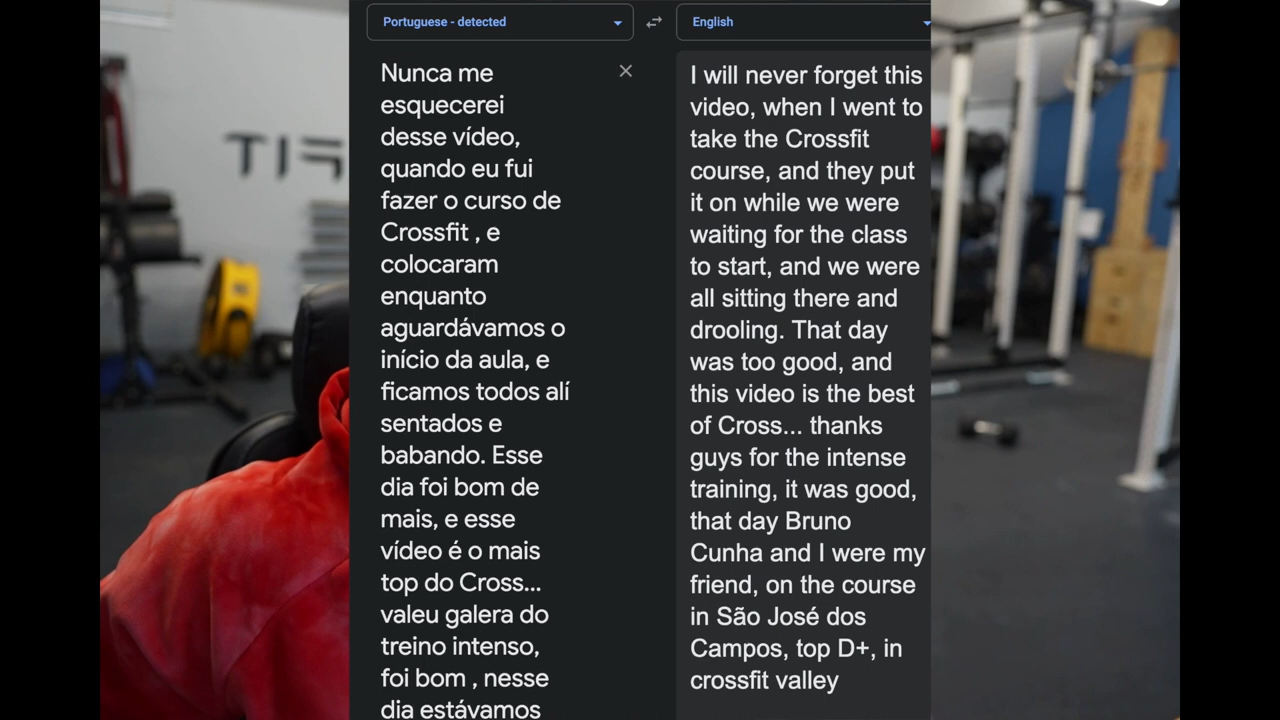 Portuguese - detected
English
Nunca me
esquecerei
desse vídeo,
quando eu fui
fazer o curso de
Crossfit , e
colocaram
enquanto
aguardávamos o
início da aula, e
ficamos todos alí
sentados e
babando. Esse
dia foi bom de
mais, e esse
vídeo é o mais
top do Cross...
valeu galera do
treino intenso,
foi bom , nesse
dia estávamos
I will never forget this
video, when I went to
take the Crossfit
course, and they put
it on while we were
waiting for the class
to start, and we were
all sitting there and
drooling. That day
was too good, and
this video is the best
of Cross... thanks
guys for the intense
training, it was good,
that day Bruno
Cunha and I were my
friend, on the course
in São José dos
Campos, top D+, in
crossfit valley